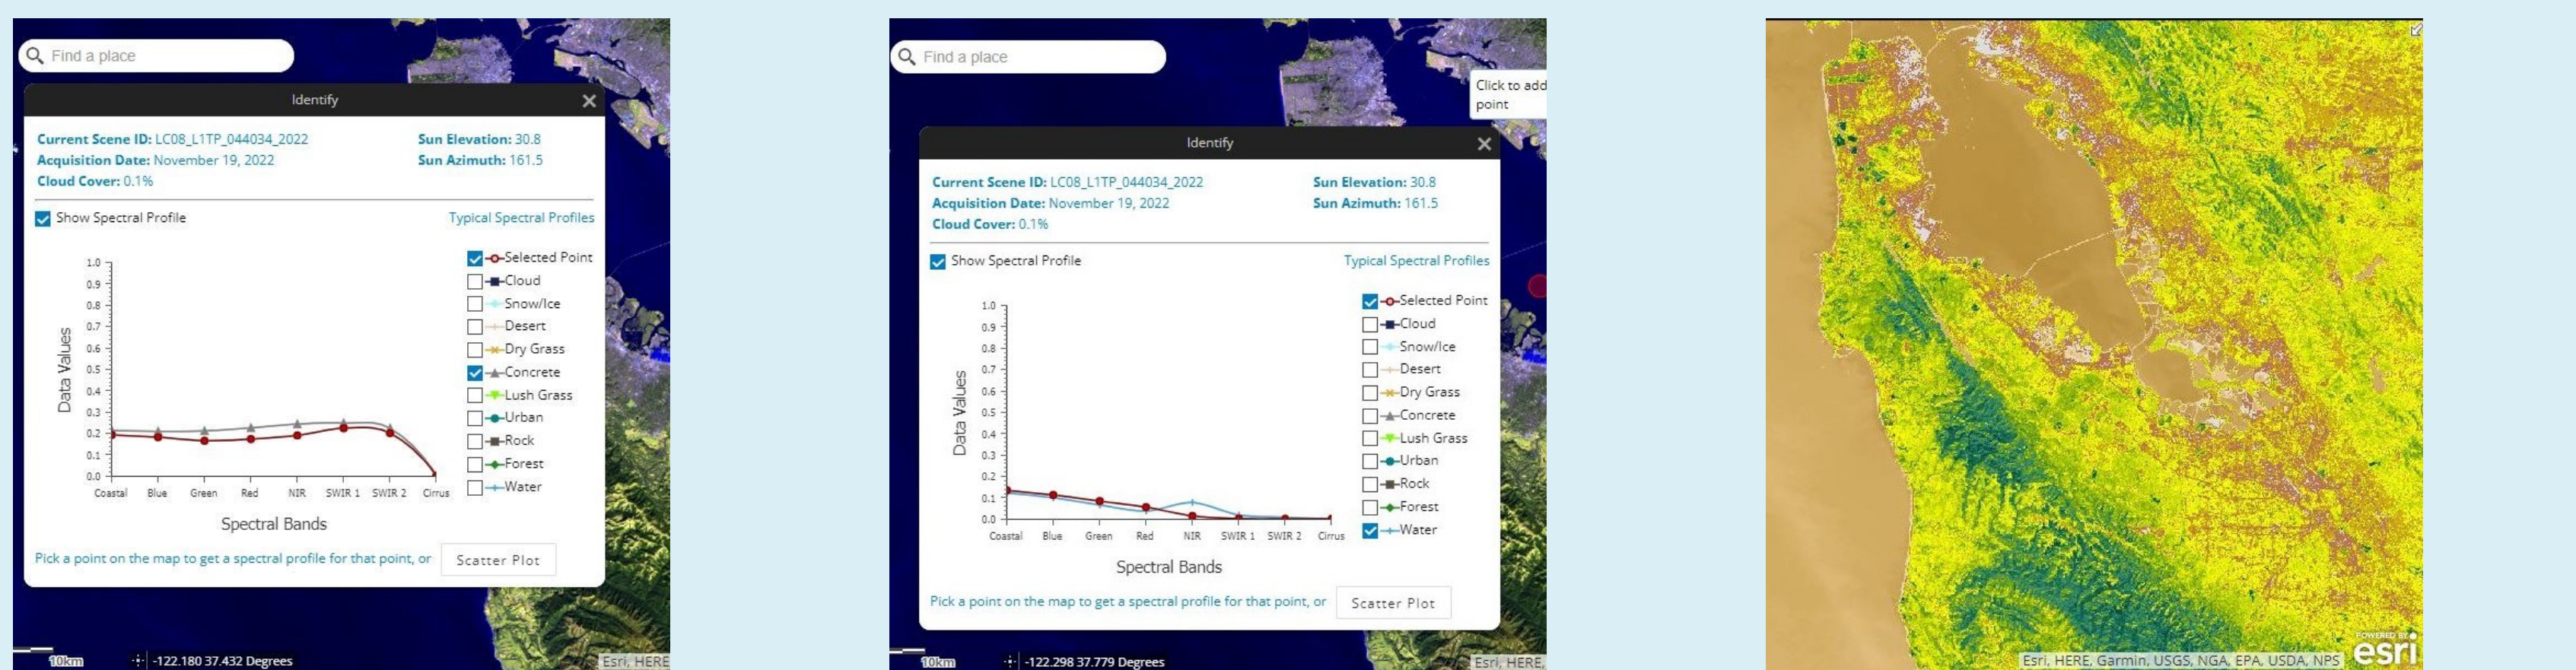 Find a place
Identify
Current Scene ID: LC08_L1TP_044034_2022
Sun Elevation: 30.8
Acquisition Date: November 19, 2022
Sun Azimuth: 161.5
Cloud Cover: 0.1%
Show Spectral Profile
Typical Spectral Profiles
Data Values
1.0
0.9
0.8
0.7
0.6
0.5
0.4
0.3
0.2
0.1
0.0
Coastal Blue Green Red NIR SWIR 1 SWIR 2 Cirrus
Spectral Bands
Selected Point
Cloud
Snow/Ice
Desert
Dry Grass
Concrete
Lush Grass
Urban
Rock
Forest
Water
Pick a point on the map to get a spectral profile for that point, or
Scatter Plot
10km
-122.180 37.432 Degrees
Esri, HERE
Find a place
Click to add
point
Identify
Current Scene ID: LC08_L1TP_044034_2022
Sun Elevation: 30.8
Acquisition Date: November 19, 2022
Sun Azimuth: 161.5
Cloud Cover: 0.1%
Show Spectral Profile
Typical Spectral Profiles
Data Values
1.0
0.9
0.8
0.7
0.6
0.5
0.4
0.3
0.2
0.1
0.0
Coastal Blue Green Red NIR SWIR 1 SWIR 2 Cirrus
Spectral Bands
Selected Point
Cloud
Snow/Ice
Desert
Dry Grass
Concrete
Lush Grass
Urban
Rock
Forest
Water
Pick a point on the map to get a spectral profile for that point, or
Scatter Plot
10km
-122.298 37.779 Degrees
Esri, HERE,
POWERED BY
esri
Esri, HERE, Garmin, USGS, NGA, EPA, USDA, NPS